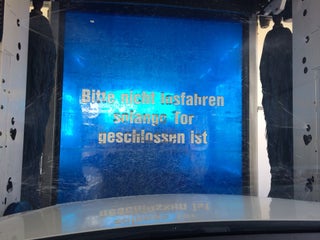 Bitte nicht losfahren
solange Tor
geschlossen ist